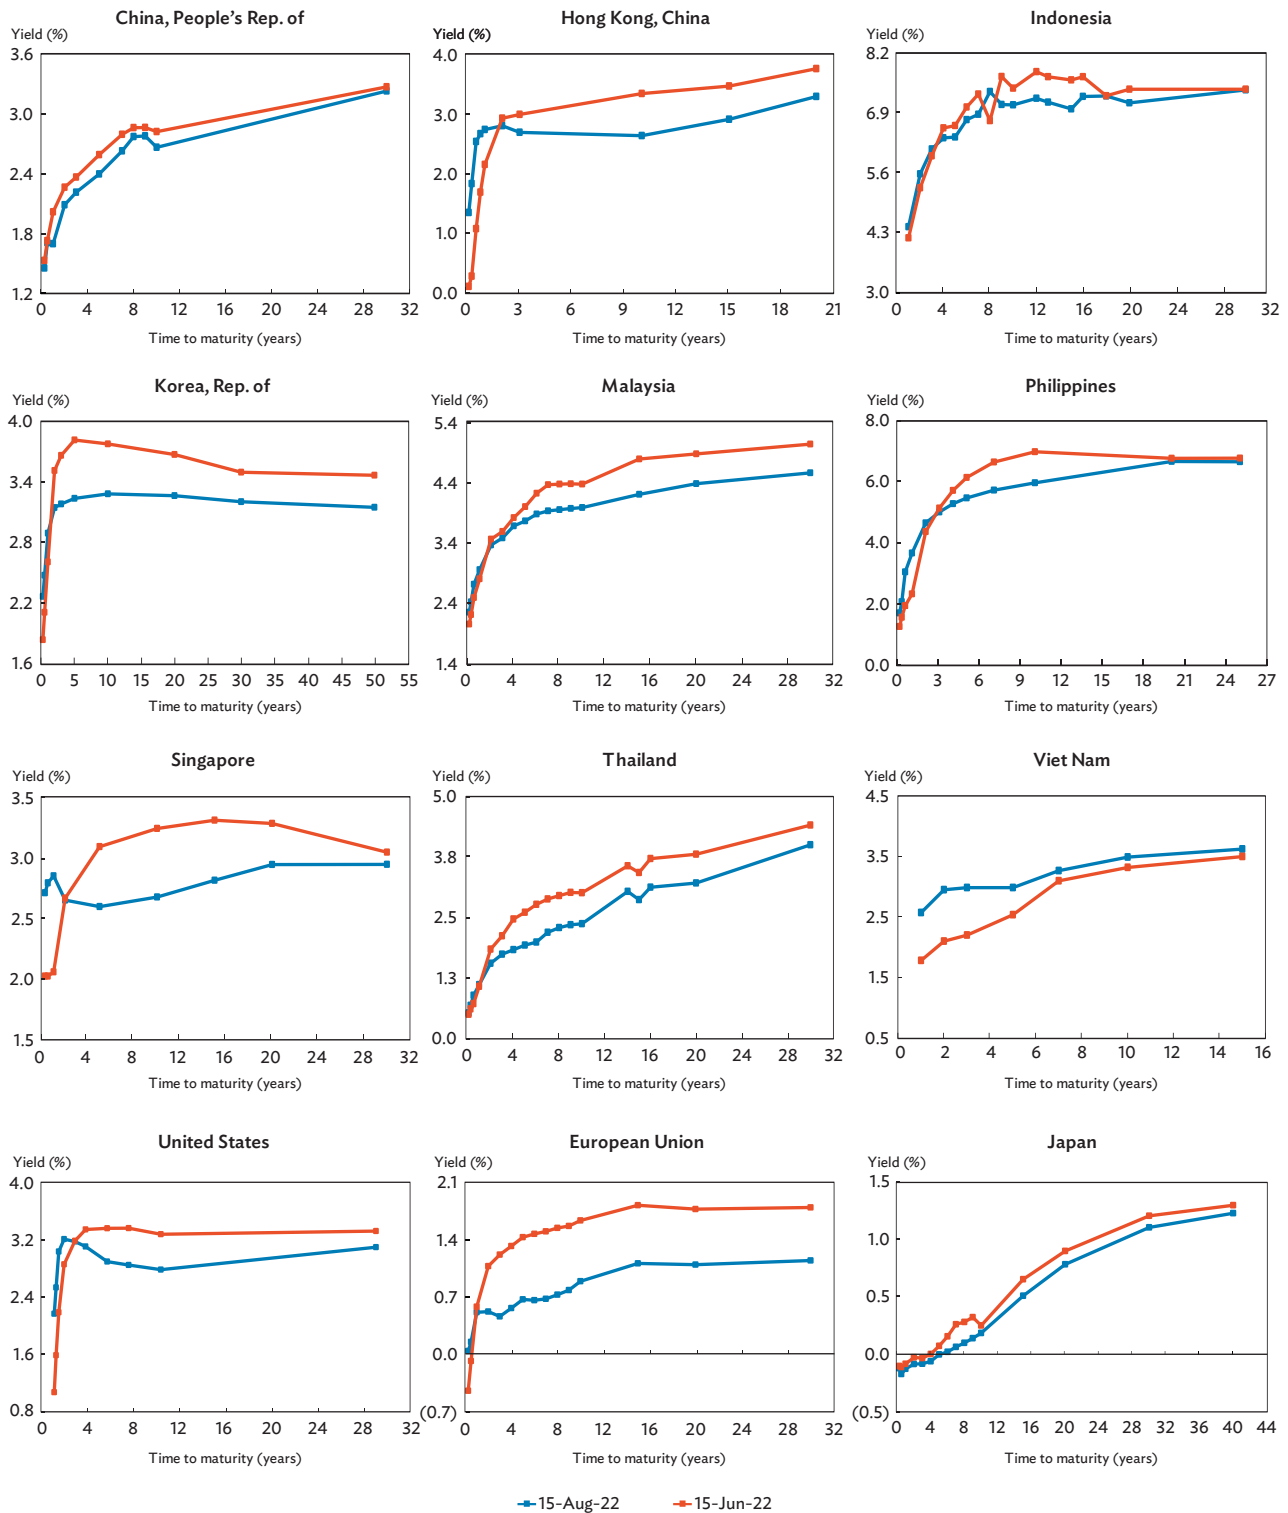 China, People's Rep. of
Yield (%)
3.6
3.0
2.4
1.8
1.2
0 4 8 12 16 20 24 28 32
Time to maturity (years)
Hong Kong, China
Yield (%)
4.0
3.0
2.0
1.0
0.0
0 3 6 9 12 15 18 21
Time to maturity (years)
Indonesia
Yield (%)
8.2
6.9
5.6
4.3
3.0
0 4 8 12 16 20 24 28 32
Time to maturity (years)
Korea, Rep. of
Yield (%)
4.0
3.4
2.8
2.2
1.6
0 5 10 15 20 25 30 35 40 45 50 55
Time to maturity (years)
Malaysia
Yield (%)
5.4
4.4
3.4
2.4
1.4
0 4 8 12 16 20 24 28 32
Time to maturity (years)
Philippines
Yield (%)
8.0
6.0
4.0
2.0
0.0
0 3 6 9 12 15 18 21 24 27
Time to maturity (years)
Singapore
Yield (%)
3.5
3.0
2.5
2.0
1.5
0 4 8 12 16 20 24 28 32
Time to maturity (years)
Thailand
Yield (%)
5.0
3.8
2.5
1.3
0.0
0 4 8 12 16 20 24 28 32
Time to maturity (years)
Viet Nam
Yield (%)
4.5
3.5
2.5
1.5
0.5
0 2 4 6 8 10 12 14 16
Time to maturity (years)
United States
Yield (%)
4.0
3.2
2.4
1.6
0.8
0 4 8 12 16 20 24 28 32
Time to maturity (years)
European Union
Yield (%)
2.1
1.4
0.7
0.0
(0.7)
0 4 8 12 16 20 24 28 32
Time to maturity (years)
Japan
Yield (%)
1.5
1.0
0.5
0.0
(0.5)
0 4 8 12 16 20 24 28 32 36 40 44
Time to maturity (years)
15-Aug-22 15-Jun-22